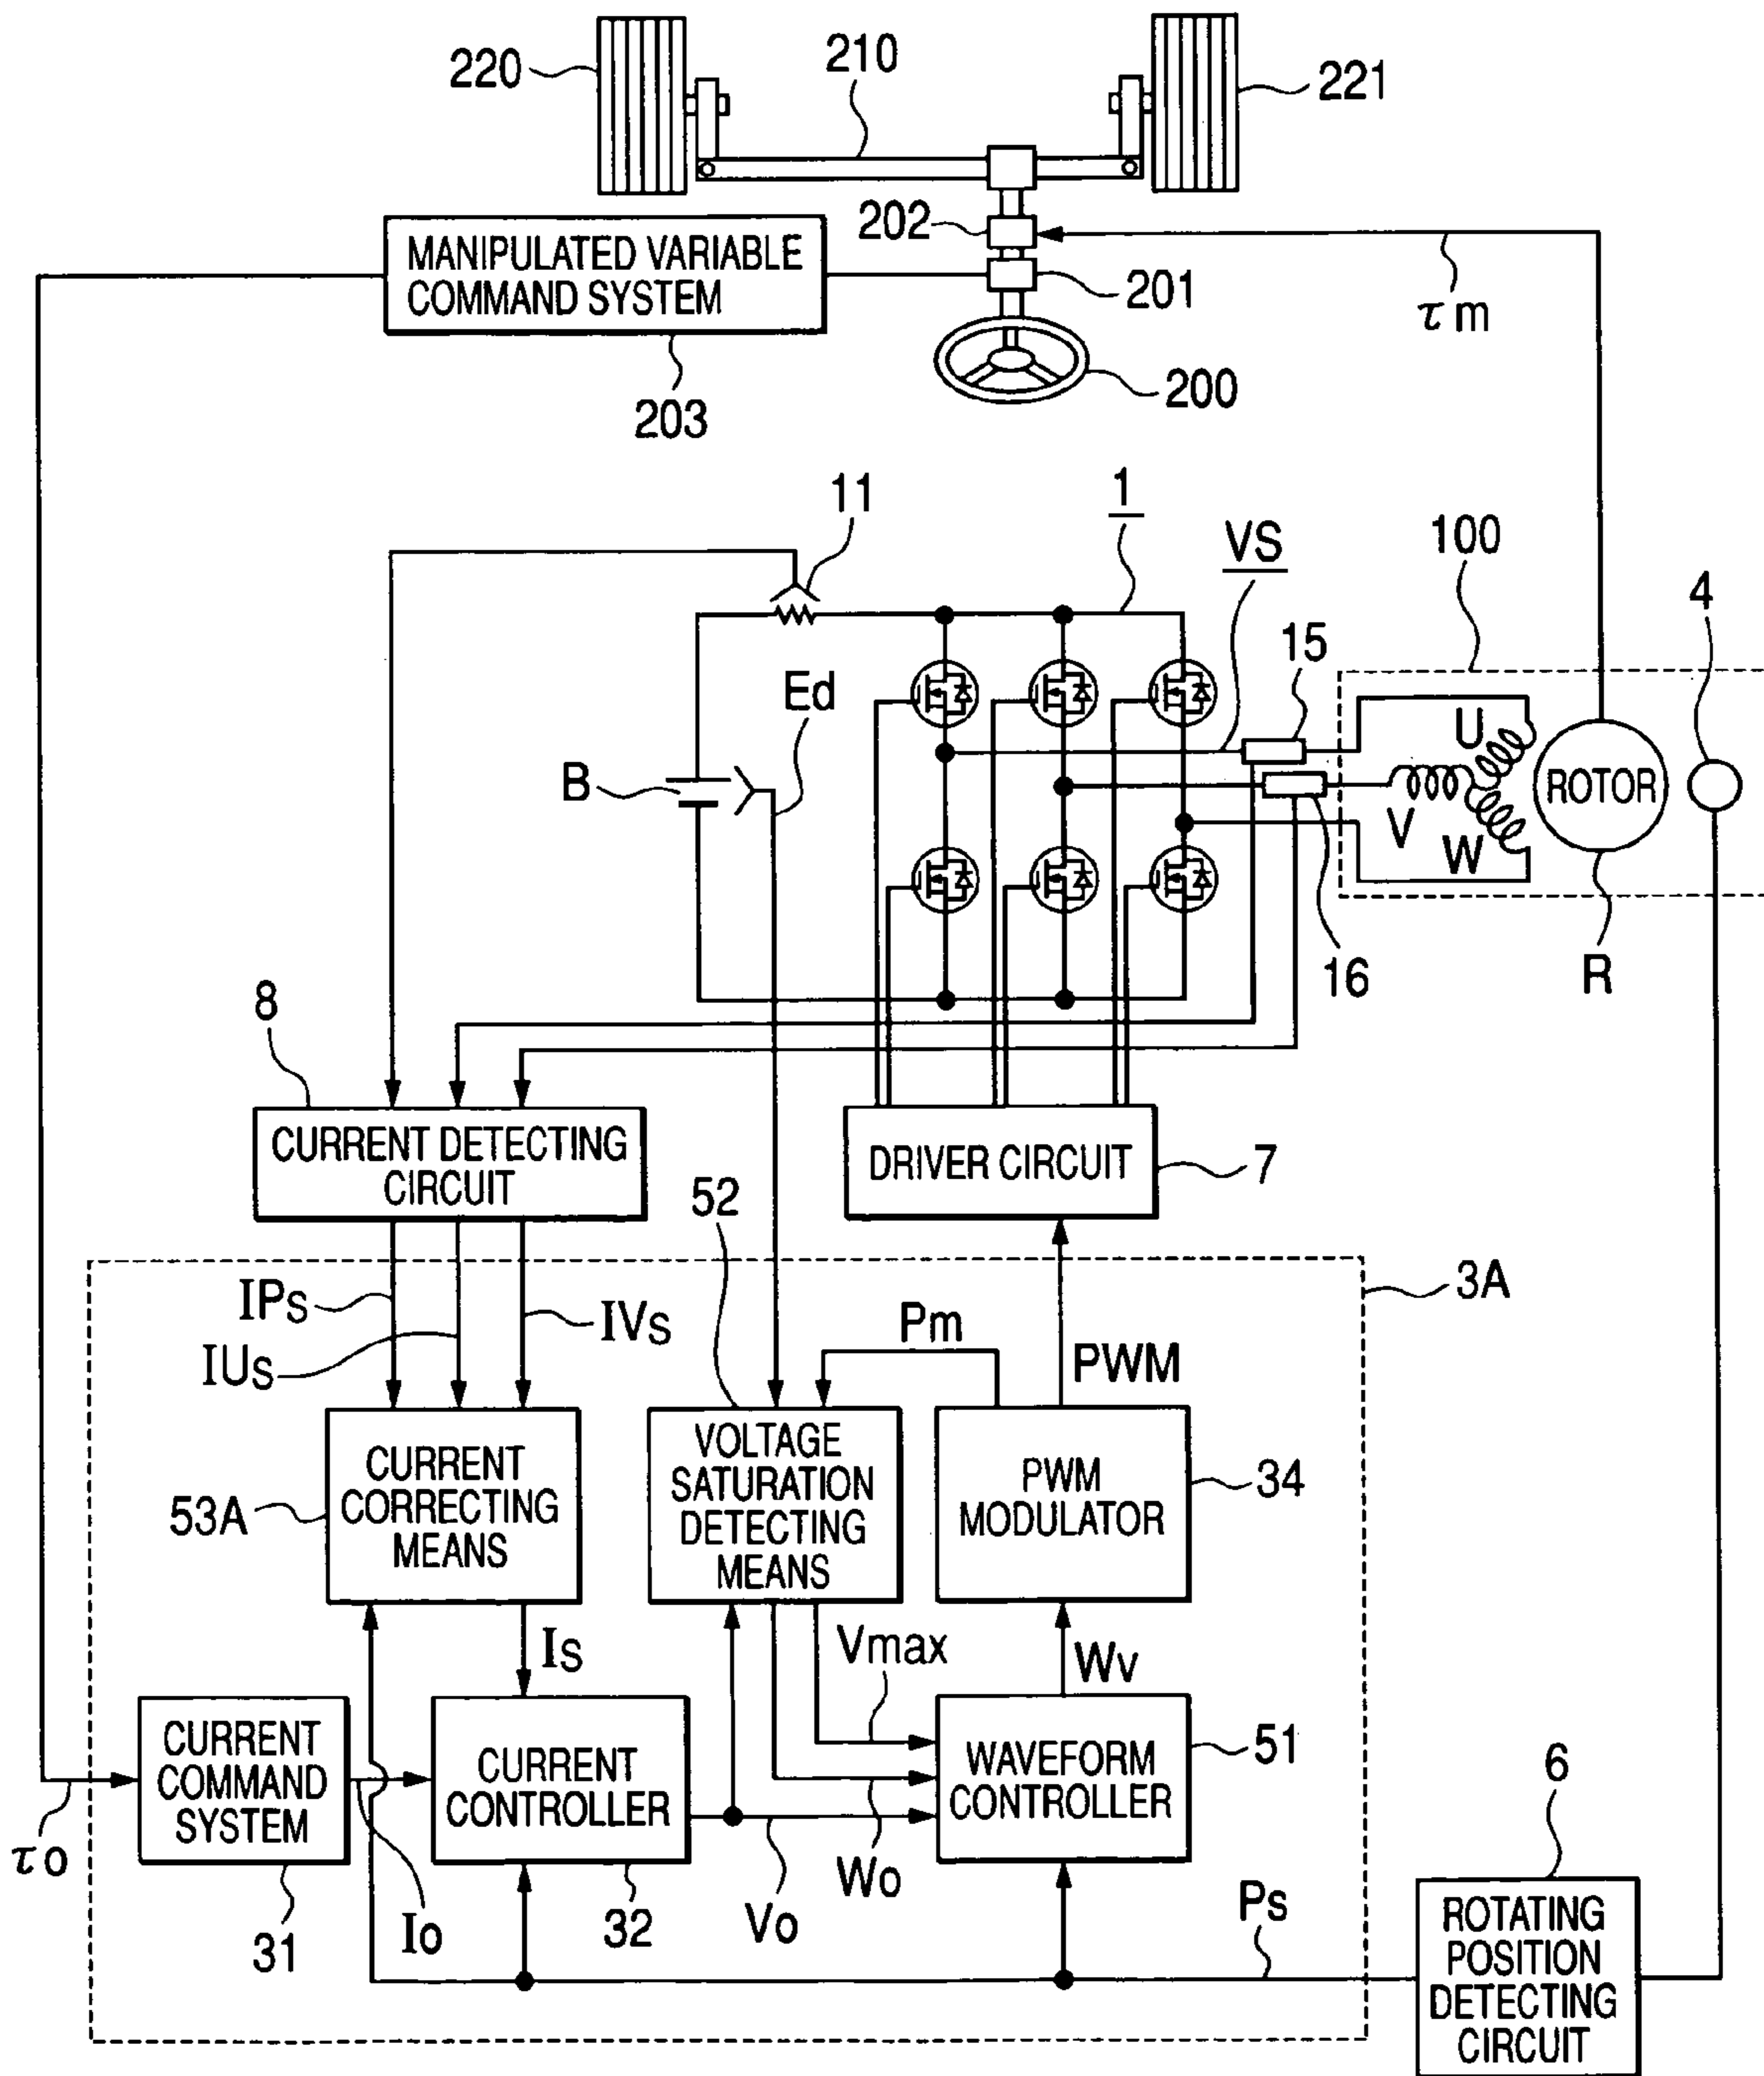 220
210
221
202
MANIPULATED VARIABLE
COMMAND SYSTEM
201
τm
200
203
11
1
VS
100
4
15
Ed
U
B
ROTOR
V
W
16
R
8
CURRENT DETECTING
CIRCUIT
DRIVER CIRCUIT
7
52
3A
IPs
IVs
Pm
IUs
PWM
CURRENT
CORRECTING
MEANS
53A
VOLTAGE
SATURATION
DETECTING
MEANS
PWM
MODULATOR
34
Is
Vmax
Wv
CURRENT
COMMAND
SYSTEM
CURRENT
CONTROLLER
WAVEFORM
CONTROLLER
51
6
τo
Wo
31
Io
32
Vo
Ps
ROTATING
POSITION
DETECTING
CIRCUIT